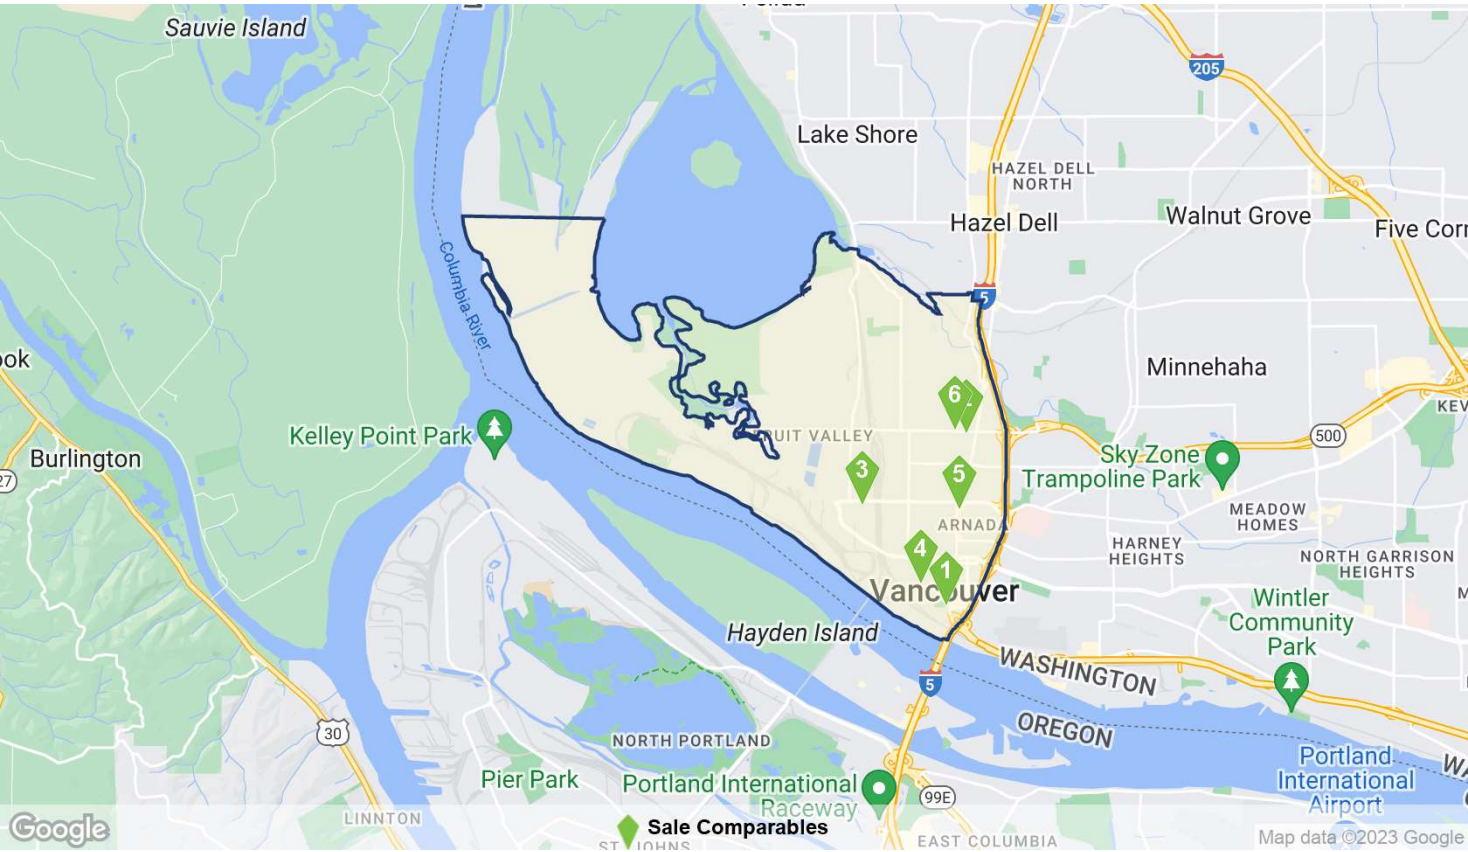 Sauvie Island
205
Lake Shore
HAZEL DELL
NORTH
Hazel Dell
Walnut Grove
Five Corn
5
Columbia River
ook
Minnehaha
6
Kelley Point Park
FRUIT VALLEY
500
KEV
Burlington
27
3
5
Sky Zone
Trampoline Park
MEADOW
HOMES
ARNADA
HARNEY
HEIGHTS
NORTH GARRISON
HEIGHTS
4
1
Vancouver
Wintler
Community
Park
Hayden Island
WASHINGTON
5
OREGON
30
NORTH PORTLAND
Pier Park
Portland International
Raceway
99E
Portland
International
Airport
WA
LINNTON
Google
Sale Comparables
ST JOHNS
EAST COLUMBIA
Map data ©2023 Google